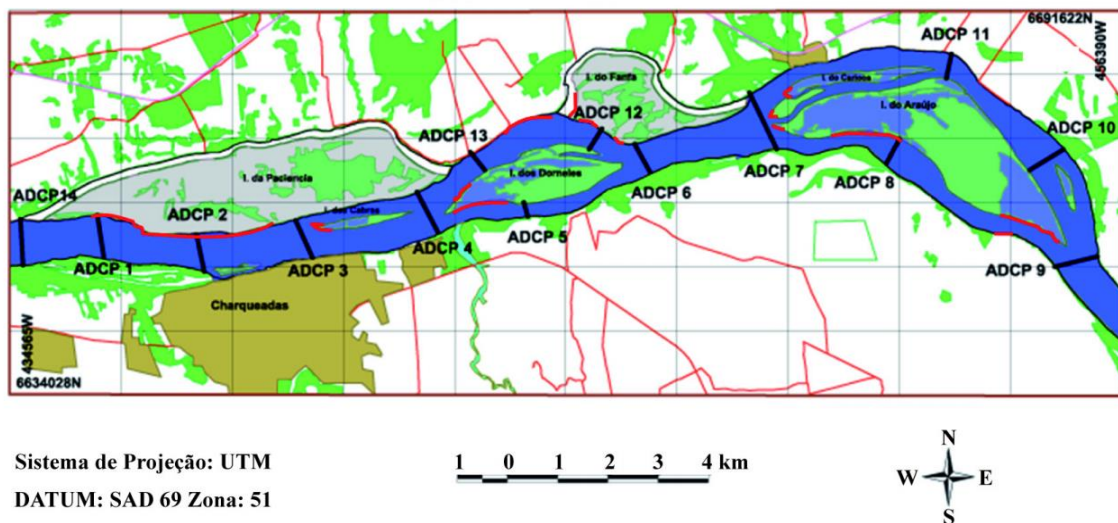 6691622N
ADCP 11
456390W
I. do Fanfa
I. do Carioca
I. do Araújo
ADCP 12
ADCP 13
ADCP 10
I. da Paciencia
I. dos Dorneles
ADCP14
ADCP 2
ADCP 7
ADCP 8
ADCP 6
I. das Cabras
ADCP 1
ADCP 3
ADCP 4
ADCP 5
ADCP 9
Charqueadas
434565W
6634028N
Sistema de Projeção: UTM
1 0 1 2 3 4 km
DATUM: SAD 69 Zona: 51
N
W E
S